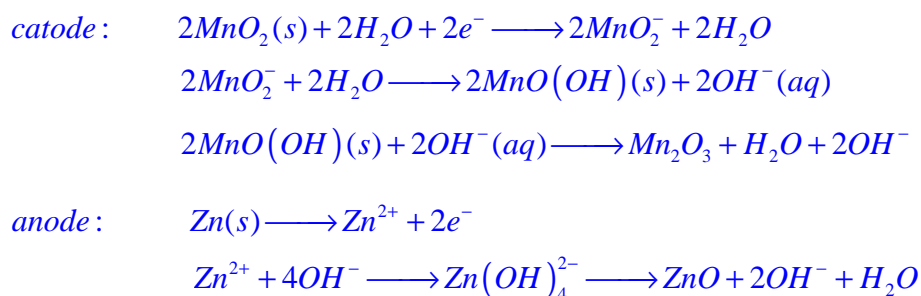 catode: 2MnO₂(s) + 2H₂O + 2e⁻ ⟶ 2MnO₂⁻ + 2H₂O
2MnO₂⁻ + 2H₂O ⟶ 2MnO(OH)(s) + 2OH⁻(aq)
2MnO(OH)(s) + 2OH⁻(aq) ⟶ Mn₂O₃ + H₂O + 2OH⁻
anode: Zn(s) ⟶ Zn²⁺ + 2e⁻
Zn²⁺ + 4OH⁻ ⟶ Zn(OH)₄²⁻ ⟶ ZnO + 2OH⁻ + H₂O